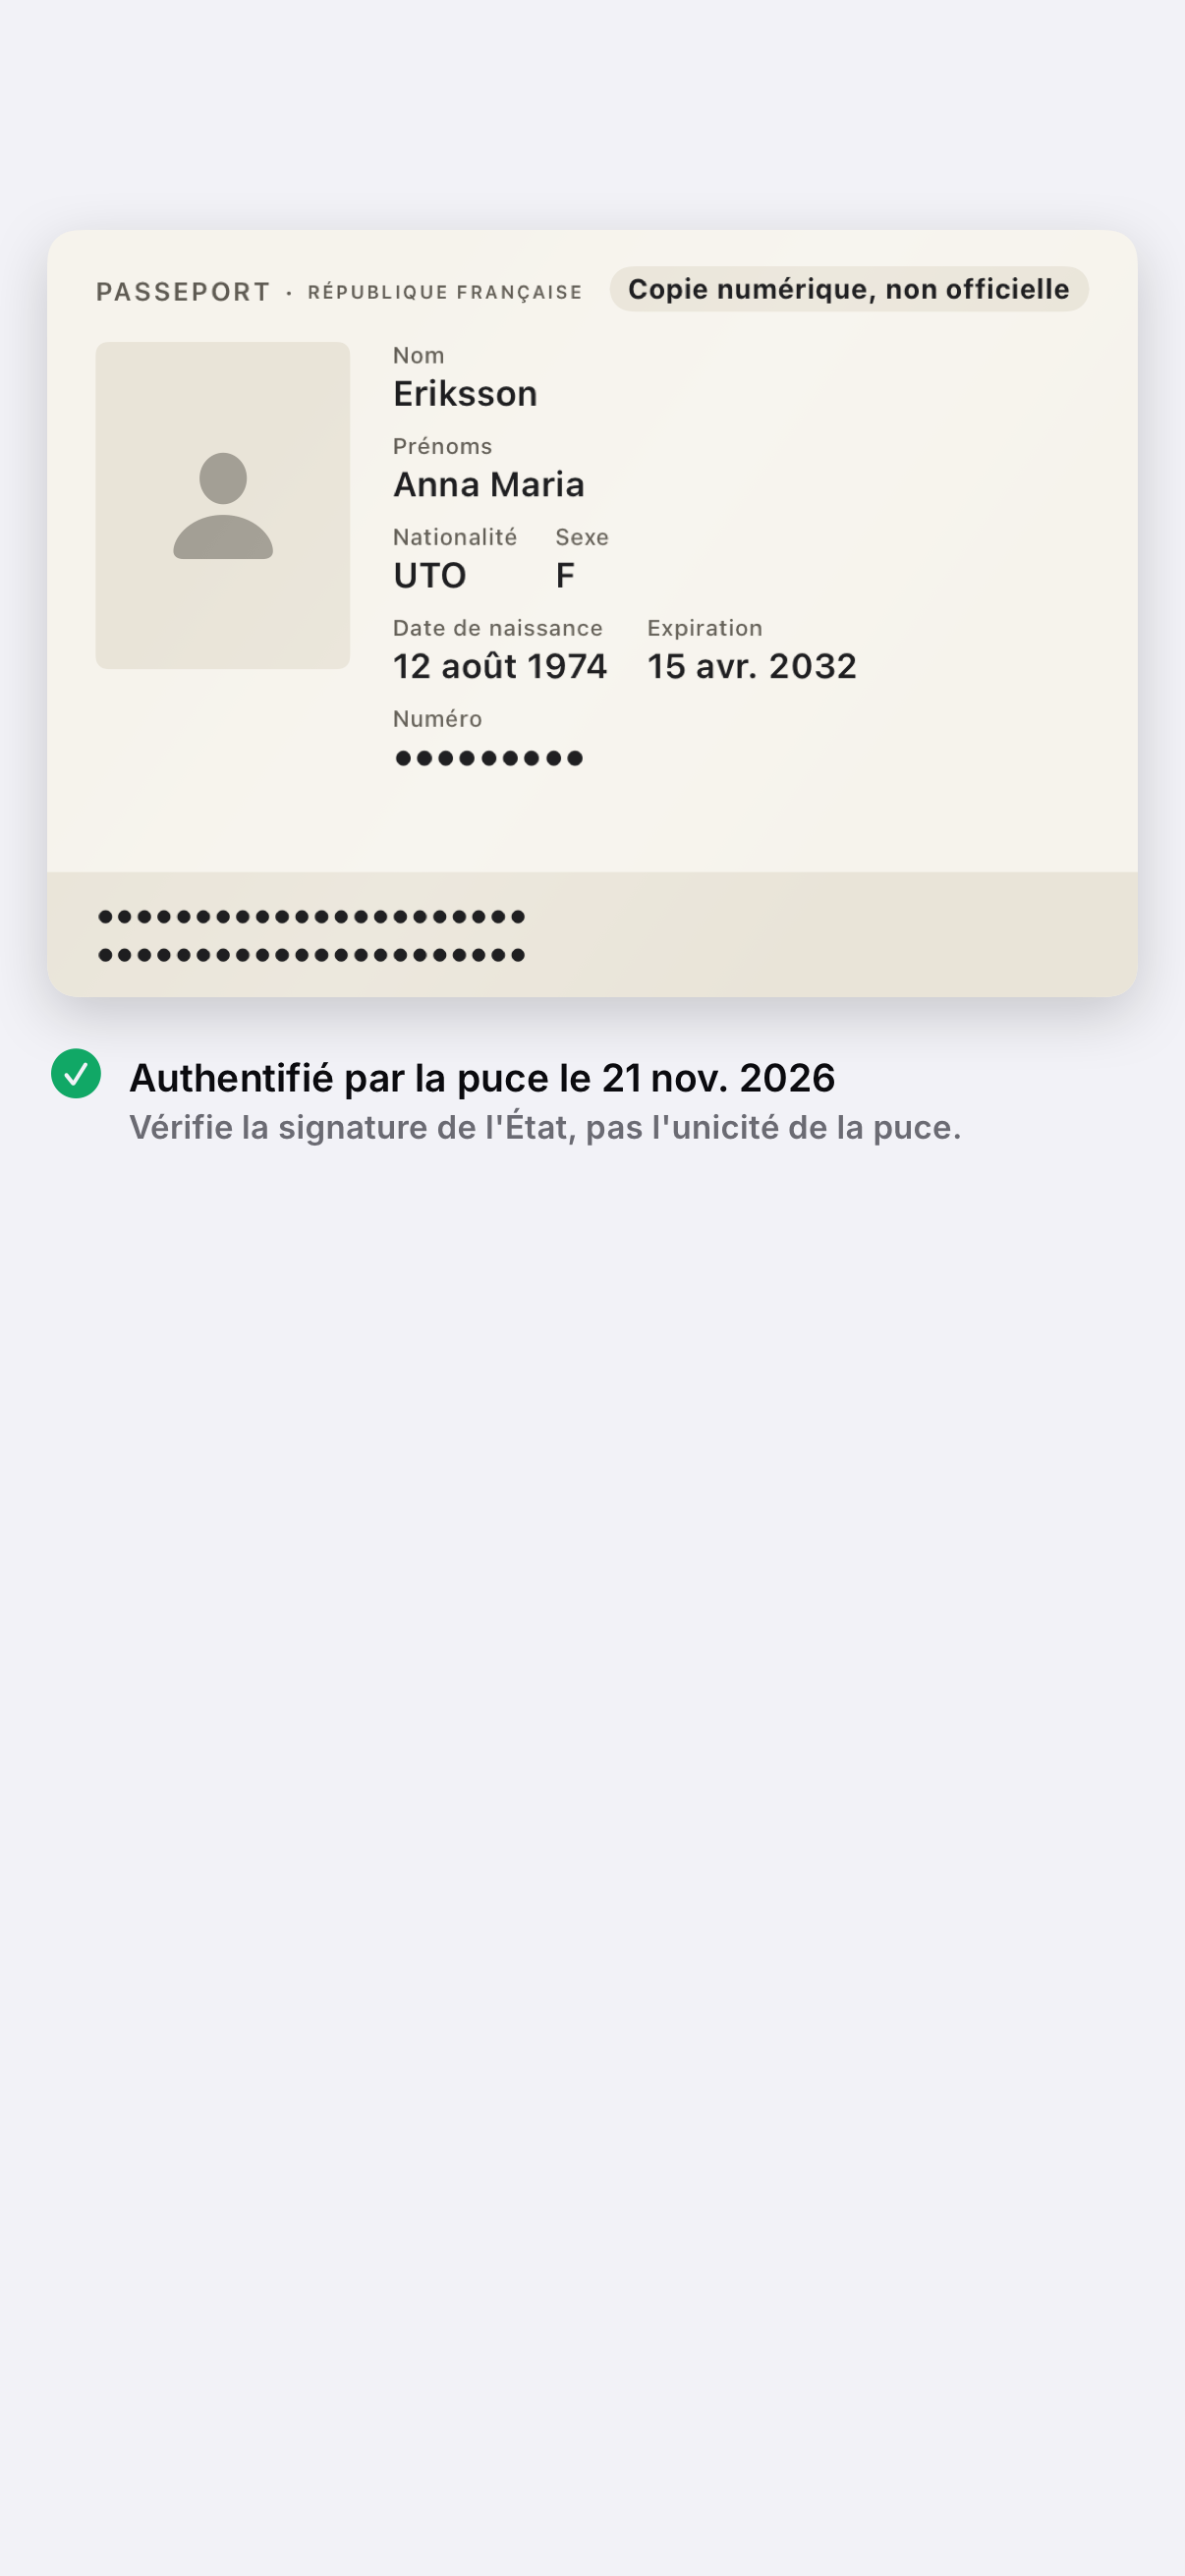 PASSEPORT · RÉPUBLIQUE FRANÇAISE Copie numérique, non officielle
Nom
Eriksson
Prénoms
Anna Maria
Nationalité Sexe
UTO F
Date de naissance Expiration
12 août 1974 15 avr. 2032
Numéro
●●●●●●●●●
●●●●●●●●●●●●●●●●●●●●●●
●●●●●●●●●●●●●●●●●●●●●●
Authentifié par la puce le 21 nov. 2026
Vérifie la signature de l'État, pas l'unicité de la puce.